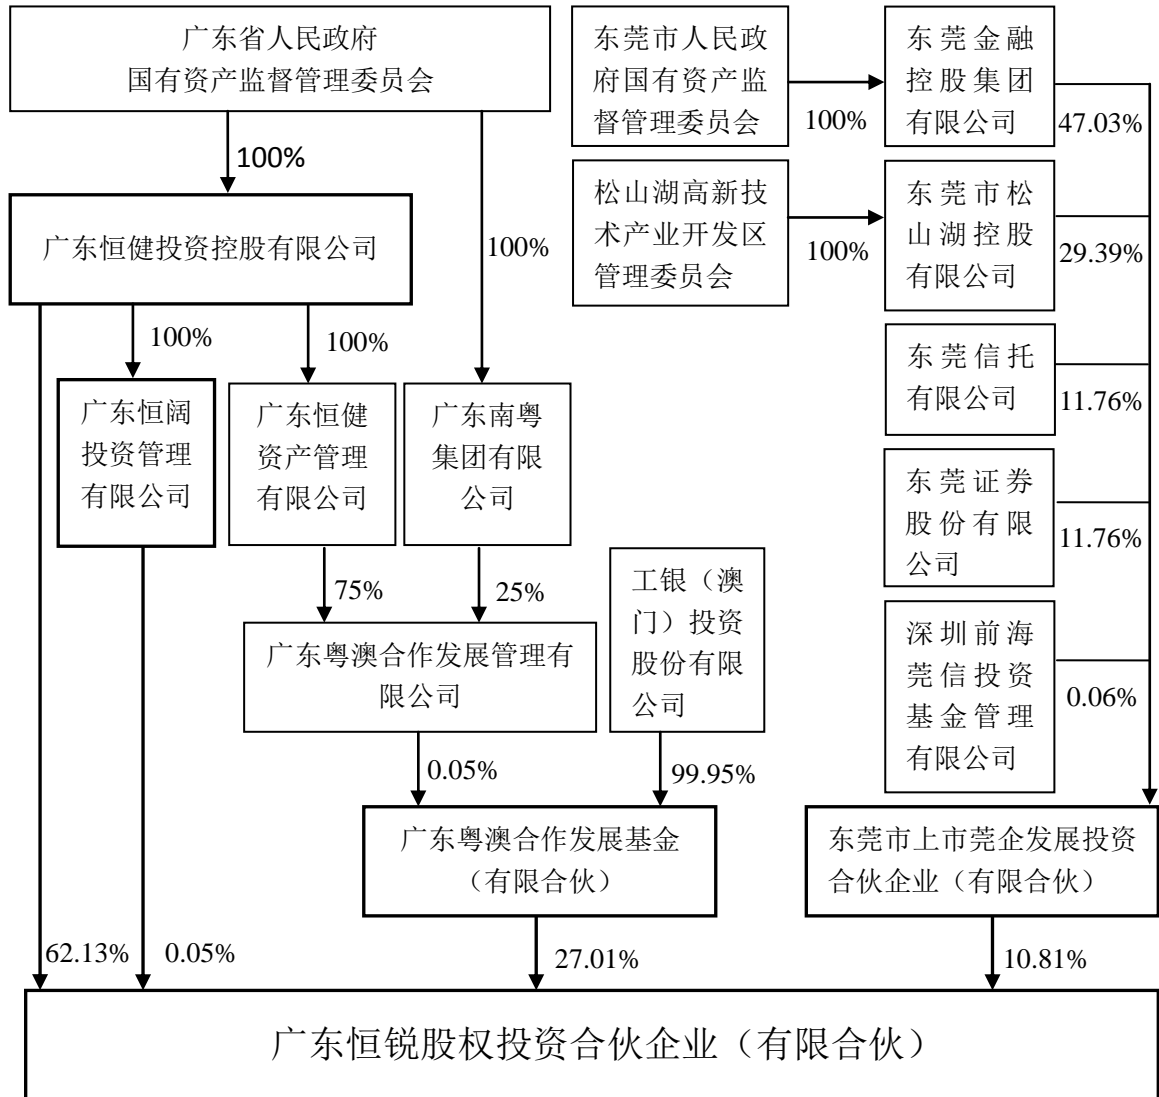 广东省人民政府
国有资产监督管理委员会
东莞市人民政
府国有资产监
督管理委员会
100%
东莞金融
控股集团
有限公司
47.03%
100%
100%
松山湖高新技
术产业开发区
管理委员会
100%
东莞市松
山湖控股
有限公司
29.39%
广东恒健投资控股有限公司
100%
100%
东莞信托
有限公司
11.76%
广东恒阔
投资管理
有限公司
广东恒健
资产管理
有限公司
广东南粤
集团有限
公司
东莞证券
股份有限
公司
11.76%
75%
25%
工银（澳
门）投资
股份有限
公司
深圳前海
莞信投资
基金管理
有限公司
0.06%
广东粤澳合作发展管理有
限公司
0.05%
99.95%
广东粤澳合作发展基金
（有限合伙）
东莞市上市莞企发展投资
合伙企业（有限合伙）
62.13%
0.05%
27.01%
10.81%
广东恒锐股权投资合伙企业（有限合伙）